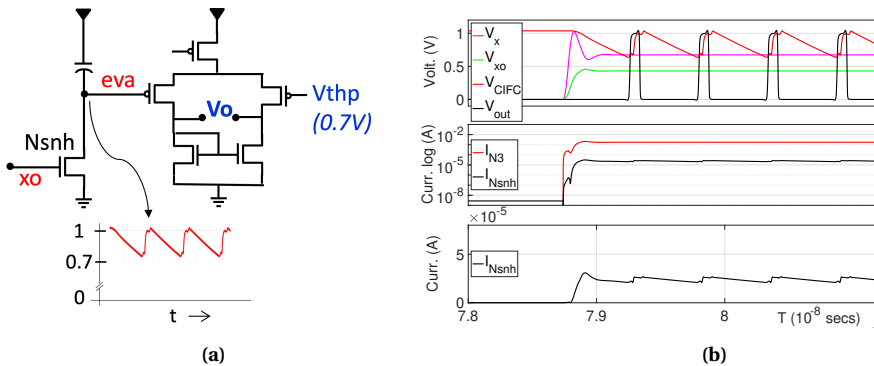 eva
Vo
Vthp
(0.7V)
Nsnh
xo
1
0.7
0
t →
(a)
(b)
Volt. (V)
1
0.5
0
V_x
V_xo
V_CIFC
V_out
Curr. log (A)
10^-2
10^-5
10^-8
I_N3
I_Nsnh
×10^-5
Curr. (A)
5
0
I_Nsnh
7.8
7.9
8
T (10^-8 secs)